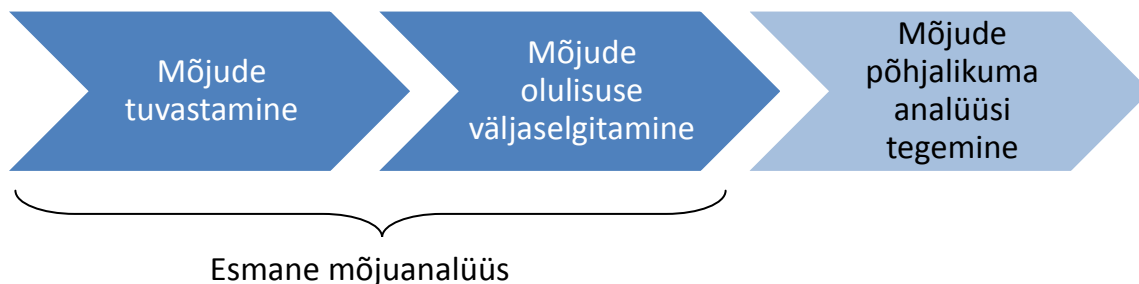 Mõjude
tuvastamine
Mõjude
olulisuse
väljaselgitamine
Mõjude
põhjalikuma
analüüsi
tegemine
Esmane mõjuanalüüs